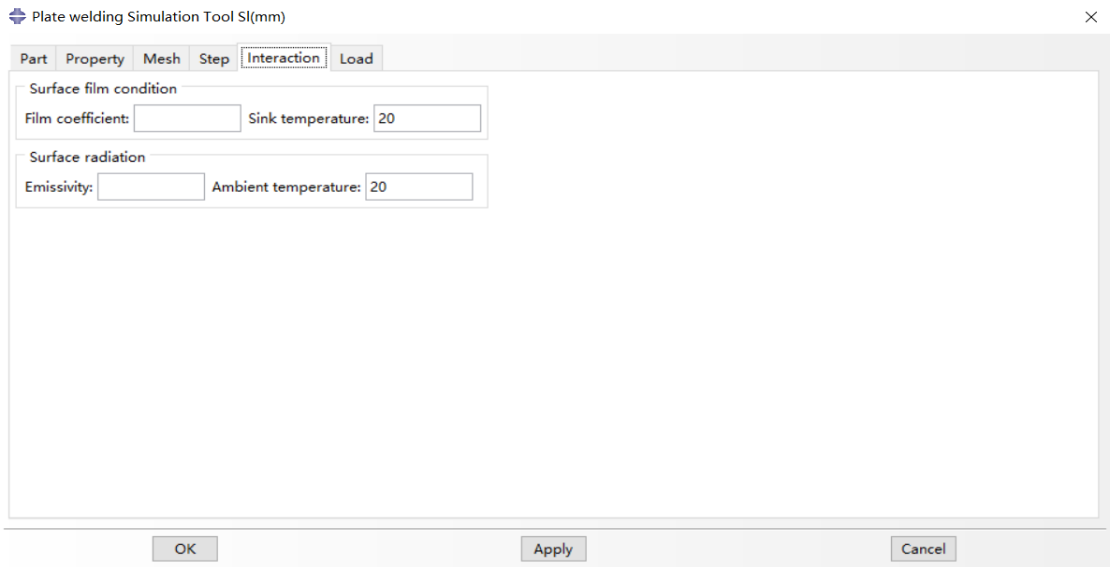 Plate welding Simulation Tool Sl(mm)
Part Property Mesh Step Interaction Load
Surface film condition
Film coefficient: Sink temperature: 20
Surface radiation
Emissivity: Ambient temperature: 20
OK Apply Cancel